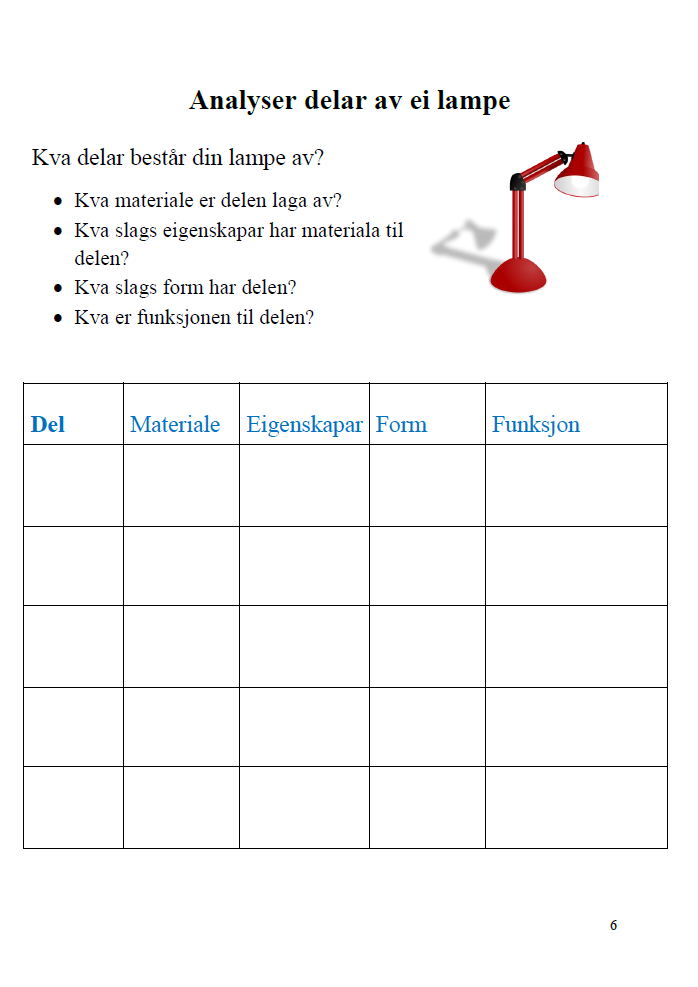 Analyser delar av ei lampe
Kva delar består din lampe av?
• Kva materiale er delen laga av?
• Kva slags eigenskapar har materiala til
delen?
• Kva slags form har delen?
• Kva er funksjonen til delen?
Del Materiale Eigenskapar Form Funksjon
6